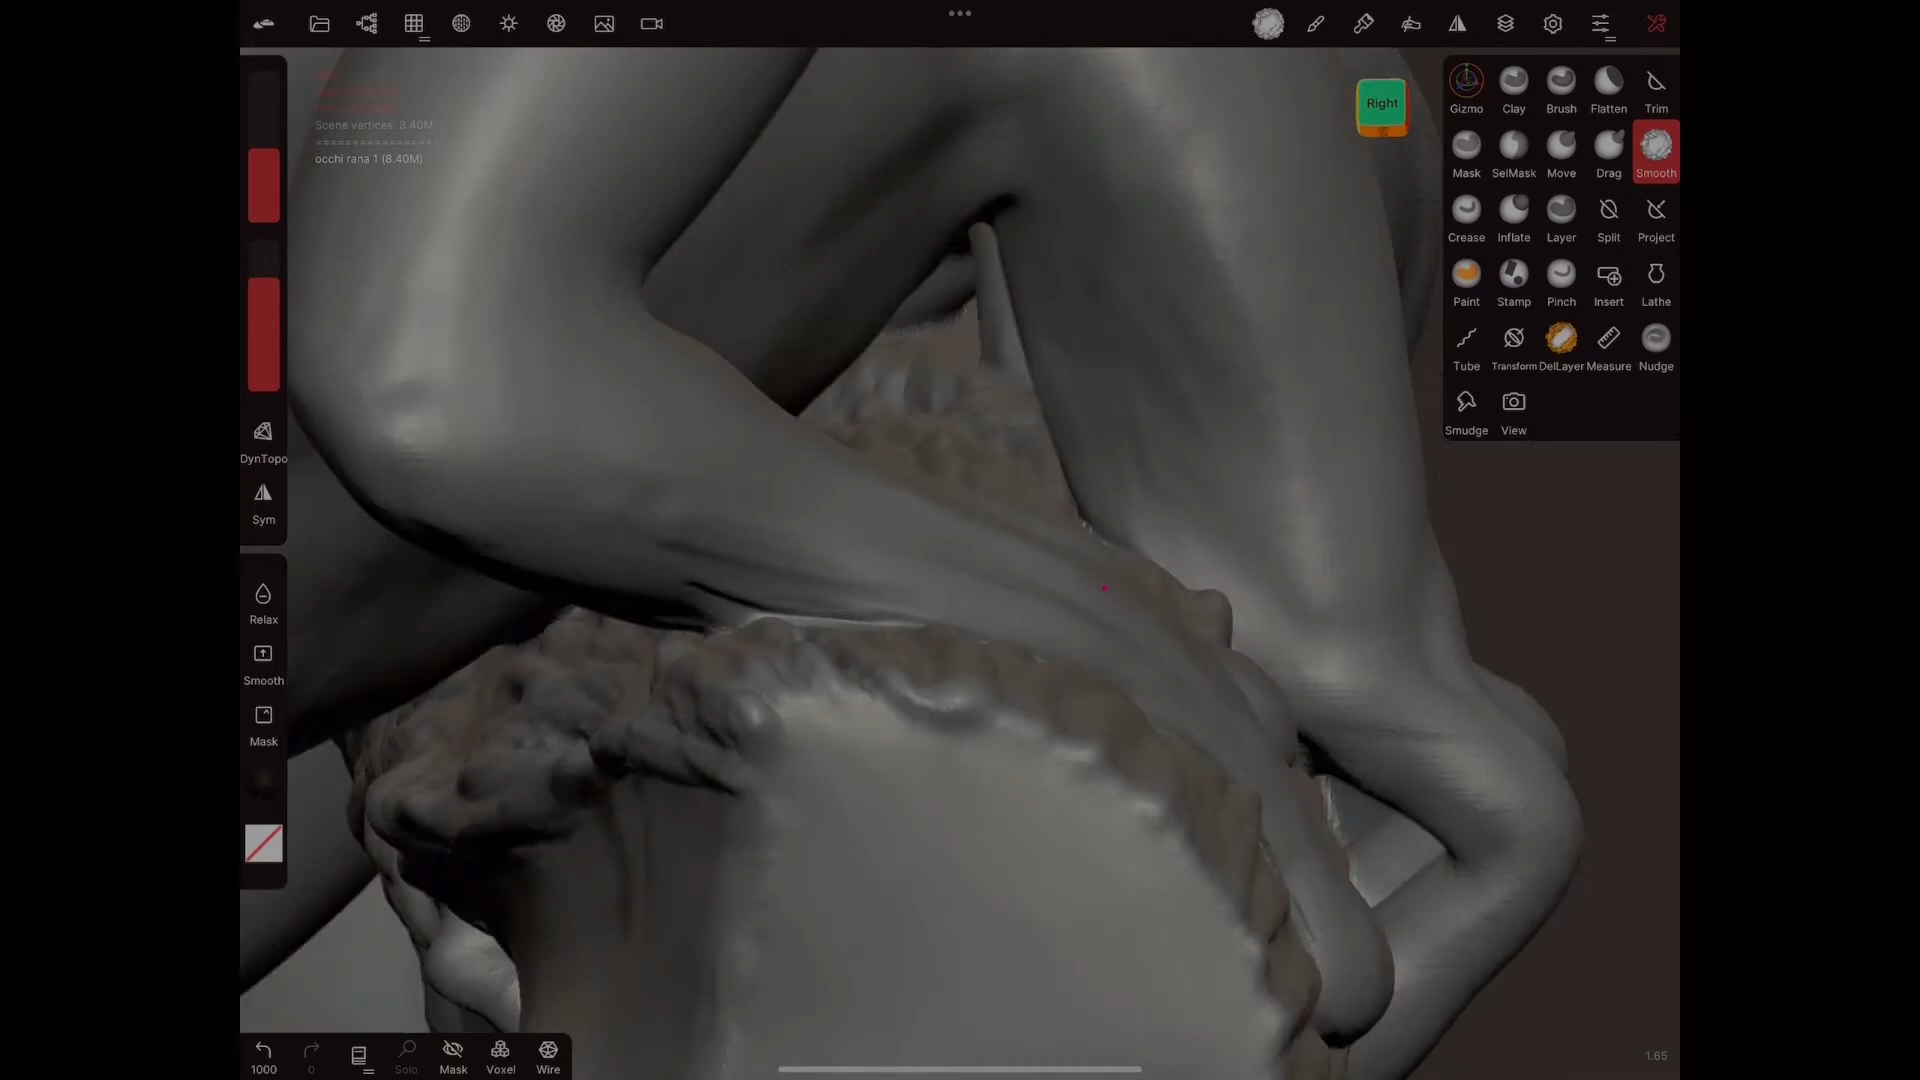 Scene vertices: 8.40M
=================
occhi rana 1 (8.40M)
Right
Gizmo Clay Brush Flatten Trim
Mask SelMask Move Drag Smooth
Crease Inflate Layer Split Project
Paint Stamp Pinch Insert Lathe
Tube Transform DelLayer Measure Nudge
Smudge View
DynTopo
Sym
Relax
Smooth
Mask
1000 0 Solo Mask Voxel Wire
1.65